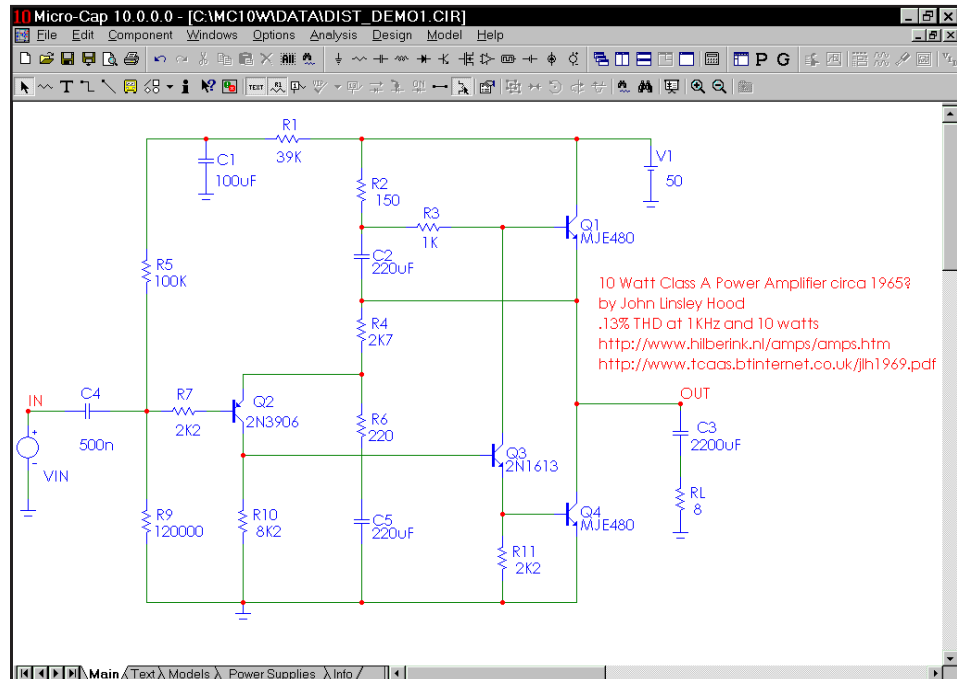 10 Micro-Cap 10.0.0.0 - [C:\MC10W\DATA\DIST_DEMO1.CIR]
File Edit Component Windows Options Analysis Design Model Help
T P G
TEXT
R1
39K
C1
100uF
V1
50
R2
150
R3
1K
Q1
MJE480
C2
220uF
R5
100K
10 Watt Class A Power Amplifier circa 1965?
by John Linsley Hood
.13% THD at 1KHz and 10 watts
http://www.hilberink.nl/amps/amps.htm
http://www.tcaas.btinternet.co.uk/jlh1969.pdf
R4
2K7
IN
C4
500n
R7
2K2
Q2
2N3906
R6
220
OUT
C3
2200uF
VIN
Q3
2N1613
RL
8
R9
120000
R10
8K2
C5
220uF
Q4
MJE480
R11
2K2
Main Text Models Power Supplies Info